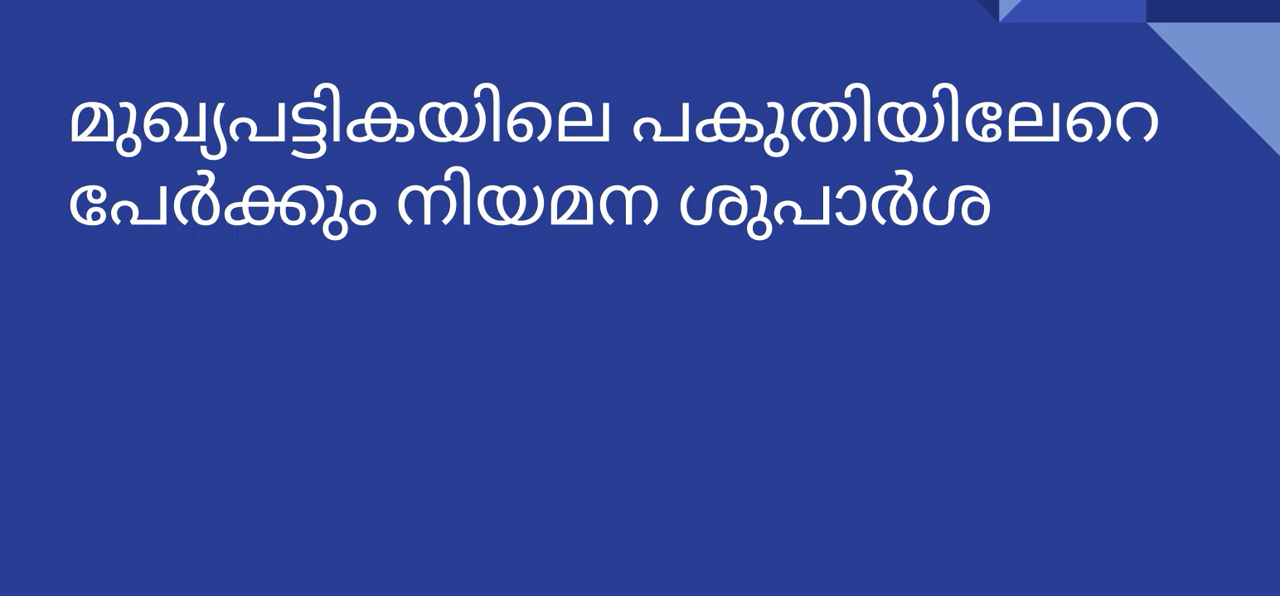 മുഖ്യപട്ടികയിലെ പകുതിയിലേറെ
പേർക്കും നിയമന ശുപാർശ